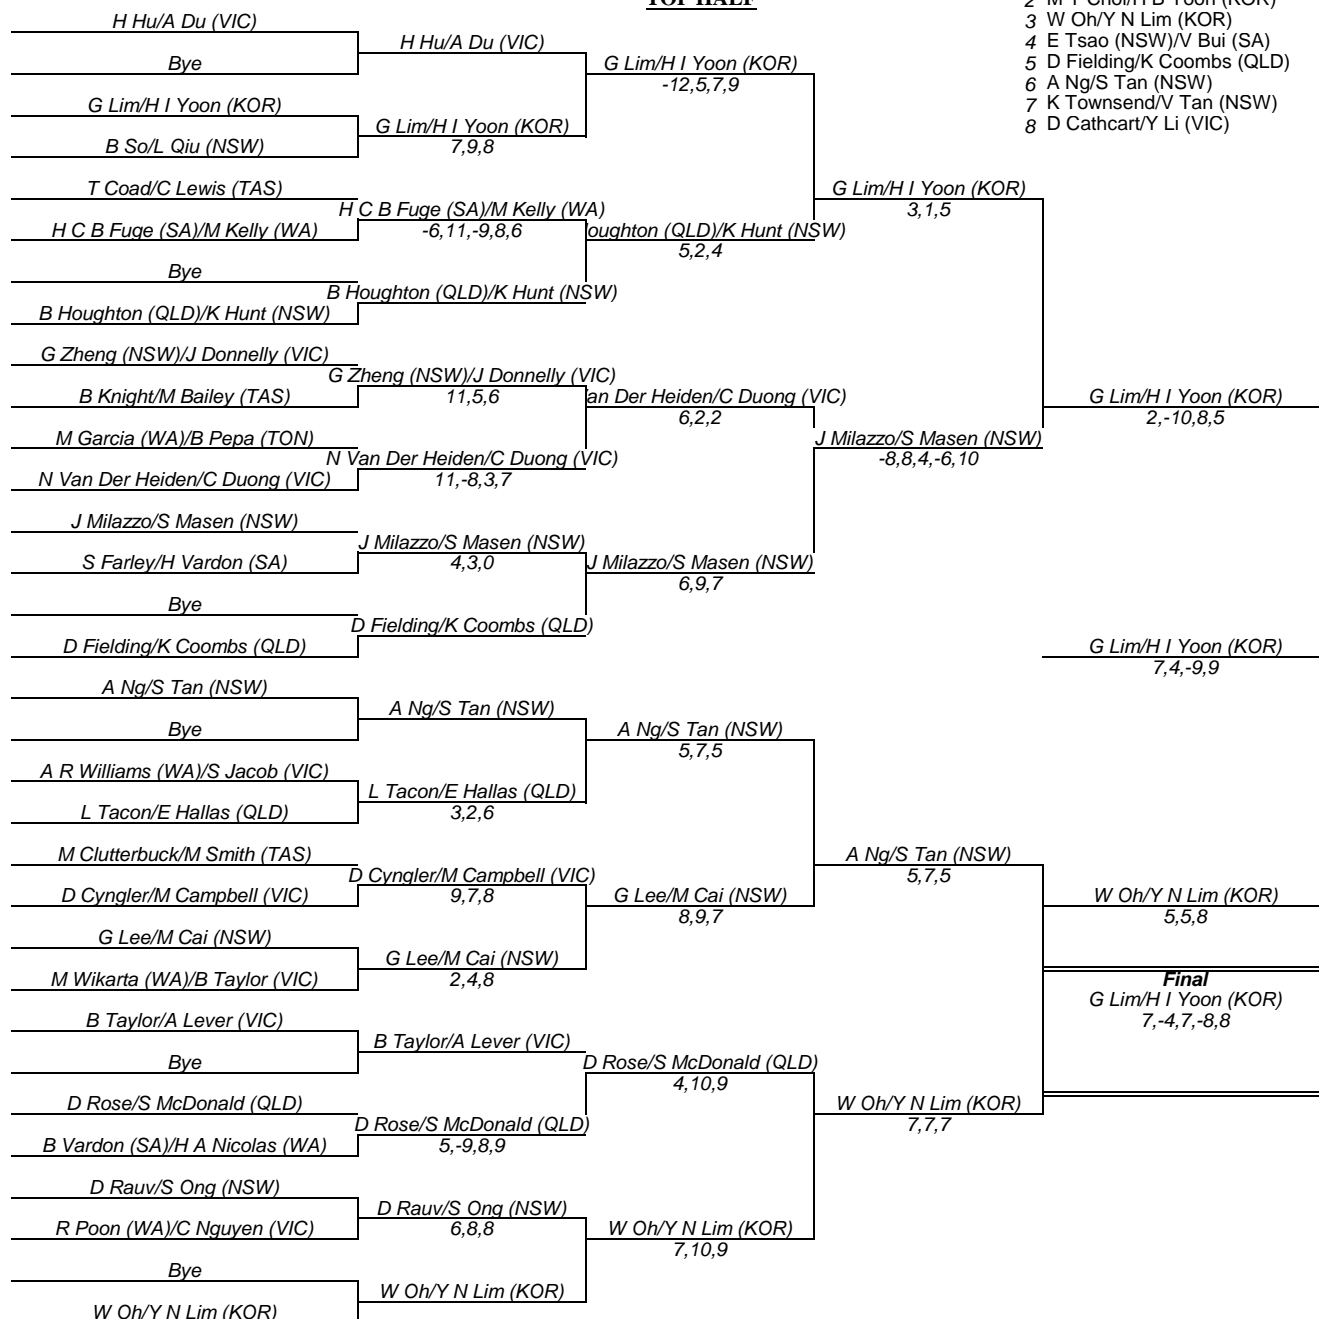 TOP HALF
2 M Y Choi/H B Yoon (KOR)
3 W Oh/Y N Lim (KOR)
4 E Tsao (NSW)/V Bui (SA)
5 D Fielding/K Coombs (QLD)
6 A Ng/S Tan (NSW)
7 K Townsend/V Tan (NSW)
8 D Cathcart/Y Li (VIC)
H Hu/A Du (VIC)
Bye
G Lim/H I Yoon (KOR)
B So/L Qiu (NSW)
T Coad/C Lewis (TAS)
H C B Fuge (SA)/M Kelly (WA)
Bye
B Houghton (QLD)/K Hunt (NSW)
G Zheng (NSW)/J Donnelly (VIC)
B Knight/M Bailey (TAS)
M Garcia (WA)/B Pepa (TON)
N Van Der Heiden/C Duong (VIC)
J Milazzo/S Masen (NSW)
S Farley/H Vardon (SA)
Bye
D Fielding/K Coombs (QLD)
A Ng/S Tan (NSW)
Bye
A R Williams (WA)/S Jacob (VIC)
L Tacon/E Hallas (QLD)
M Clutterbuck/M Smith (TAS)
D Cyngler/M Campbell (VIC)
G Lee/M Cai (NSW)
M Wikarta (WA)/B Taylor (VIC)
B Taylor/A Lever (VIC)
Bye
D Rose/S McDonald (QLD)
B Vardon (SA)/H A Nicolas (WA)
D Rauv/S Ong (NSW)
R Poon (WA)/C Nguyen (VIC)
Bye
W Oh/Y N Lim (KOR)
H Hu/A Du (VIC)
G Lim/H I Yoon (KOR)
7,9,8
H C B Fuge (SA)/M Kelly (WA)
-6,11,-9,8,6
B Houghton (QLD)/K Hunt (NSW)
G Zheng (NSW)/J Donnelly (VIC)
11,5,6
N Van Der Heiden/C Duong (VIC)
11,-8,3,7
J Milazzo/S Masen (NSW)
4,3,0
D Fielding/K Coombs (QLD)
A Ng/S Tan (NSW)
L Tacon/E Hallas (QLD)
3,2,6
D Cyngler/M Campbell (VIC)
9,7,8
G Lee/M Cai (NSW)
2,4,8
B Taylor/A Lever (VIC)
D Rose/S McDonald (QLD)
5,-9,8,9
D Rauv/S Ong (NSW)
6,8,8
W Oh/Y N Lim (KOR)
G Lim/H I Yoon (KOR)
-12,5,7,9
oughton (QLD)/K Hunt (NSW)
5,2,4
an Der Heiden/C Duong (VIC)
6,2,2
J Milazzo/S Masen (NSW)
6,9,7
A Ng/S Tan (NSW)
5,7,5
G Lee/M Cai (NSW)
8,9,7
D Rose/S McDonald (QLD)
4,10,9
W Oh/Y N Lim (KOR)
7,10,9
G Lim/H I Yoon (KOR)
3,1,5
J Milazzo/S Masen (NSW)
-8,8,4,-6,10
A Ng/S Tan (NSW)
5,7,5
W Oh/Y N Lim (KOR)
7,7,7
G Lim/H I Yoon (KOR)
2,-10,8,5
G Lim/H I Yoon (KOR)
7,4,-9,9
W Oh/Y N Lim (KOR)
5,5,8
Final
G Lim/H I Yoon (KOR)
7,-4,7,-8,8